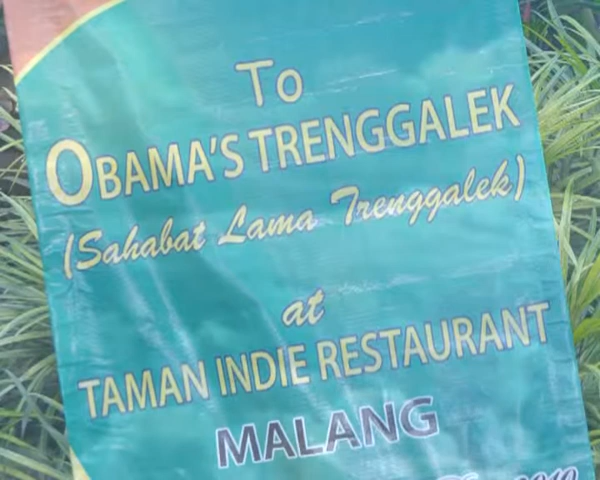 To
OBAMA'S TRENGGALEK
(Sahabat Lama Trenggalek)
at
TAMAN INDIE RESTAURANT
MALANG